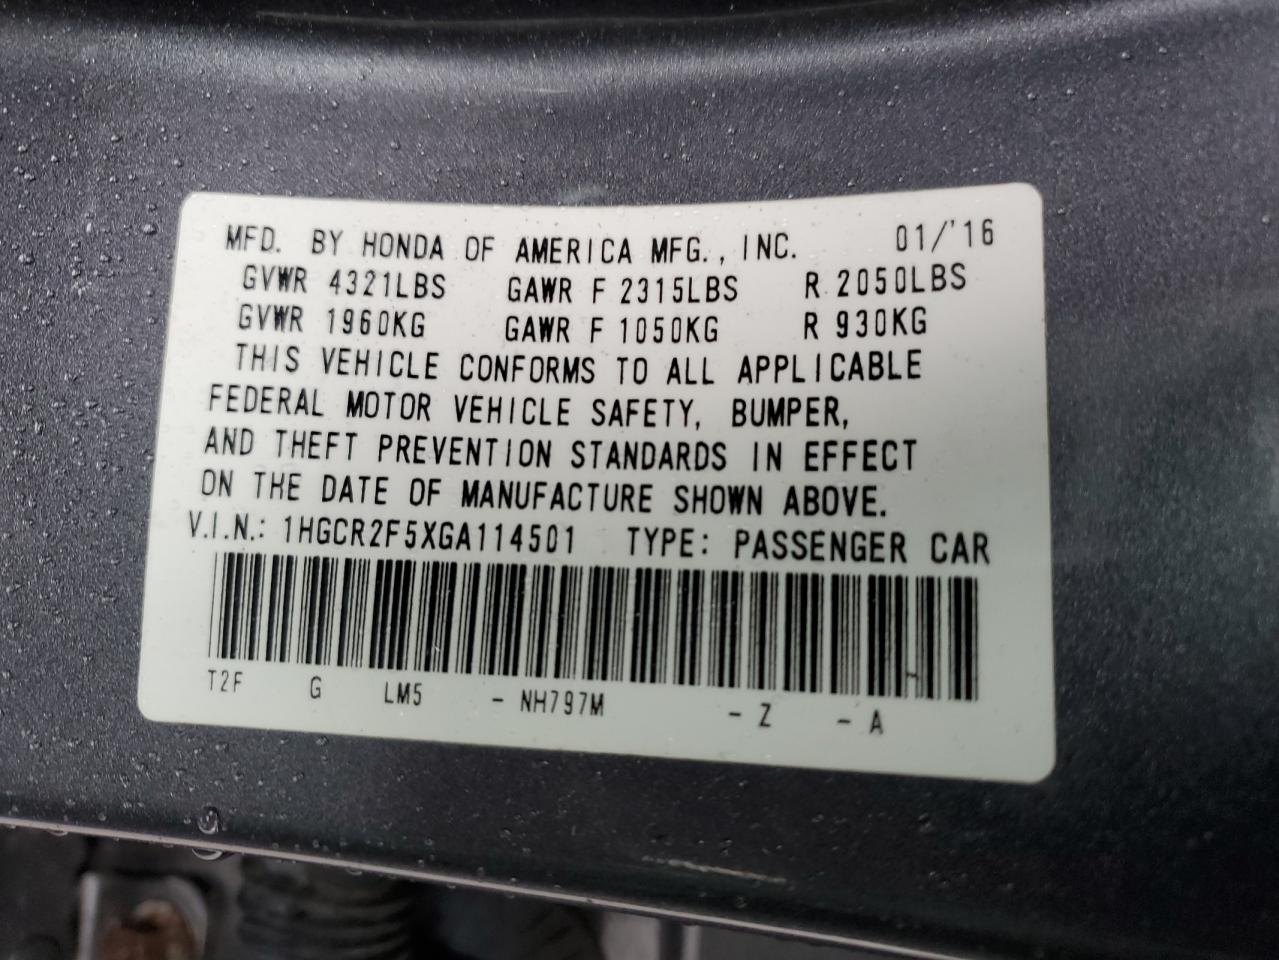 MFD. BY HONDA OF AMERICA MFG., INC. 01/'16
GVWR 4321LBS GAWR F 2315LBS R 2050LBS
GVWR 1960KG GAWR F 1050KG R 930KG
THIS VEHICLE CONFORMS TO ALL APPLICABLE
FEDERAL MOTOR VEHICLE SAFETY, BUMPER,
AND THEFT PREVENTION STANDARDS IN EFFECT
ON THE DATE OF MANUFACTURE SHOWN ABOVE.
V.I.N.: 1HGCR2F5XGA114501 TYPE: PASSENGER CAR
T2F G LM5 - NH797M - Z - A